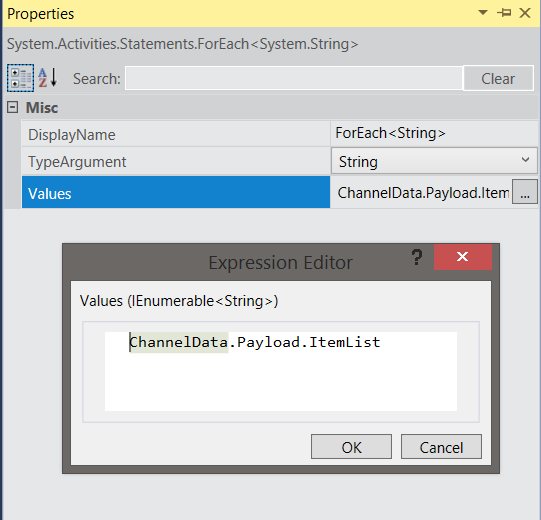 Properties
System.Activities.Statements.ForEach<System.String>
A Z Search: Clear
Misc
DisplayName ForEach<String>
TypeArgument String
Values ChannelData.Payload.Item ...
Expression Editor ? ×
Values (IEnumerable<String>)
ChannelData.Payload.ItemList
OK Cancel